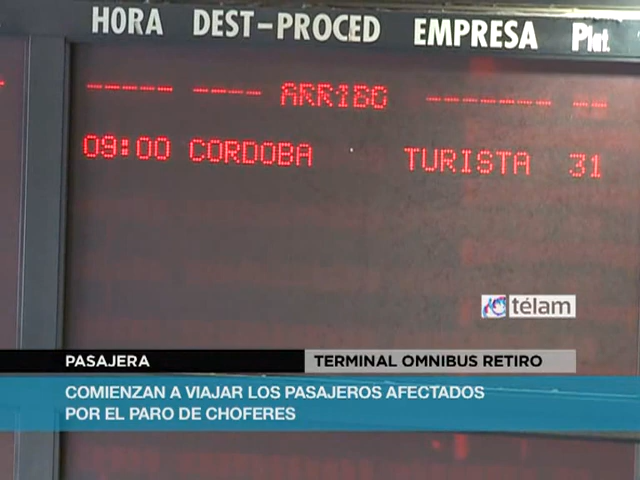 HORA DEST-PROCED EMPRESA Plat.
----- ---- ARRIBO ------- --
09:00 CORDOBA TURISTA 31
télam
PASAJERA TERMINAL OMNIBUS RETIRO
COMIENZAN A VIAJAR LOS PASAJEROS AFECTADOS
POR EL PARO DE CHOFERES